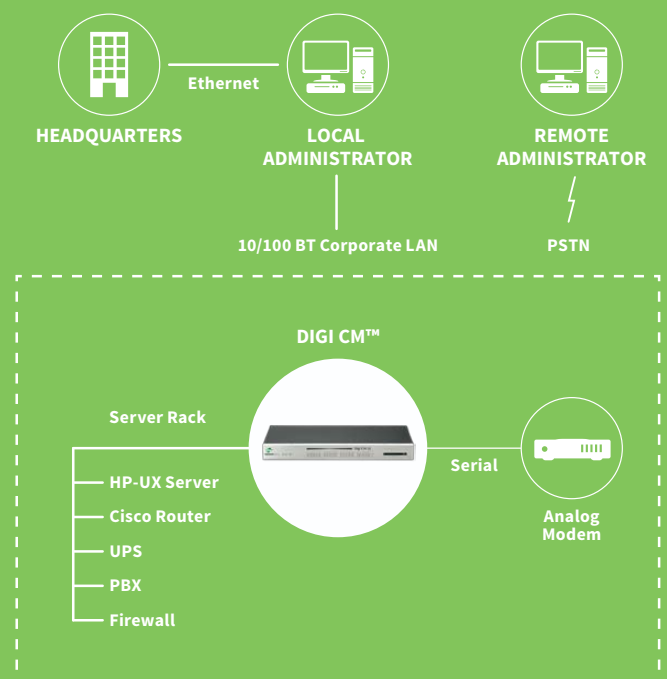 Ethernet
HEADQUARTERS
LOCAL
ADMINISTRATOR
REMOTE
ADMINISTRATOR
10/100 BT Corporate LAN
PSTN
DIGI CM™
Server Rack
Serial
HP-UX Server
Cisco Router
UPS
PBX
Firewall
Analog
Modem